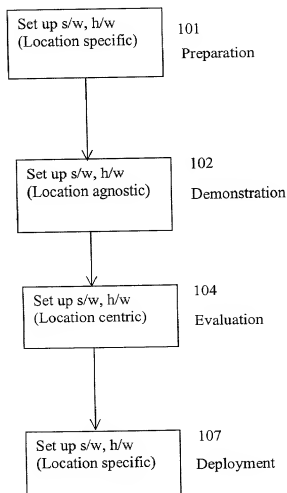 Set up s/w, h/w
(Location specific)
101
Preparation
Set up s/w, h/w
(Location agnostic)
102
Demonstration
Set up s/w, h/w
(Location centric)
104
Evaluation
Set up s/w, h/w
(Location specific)
107
Deployment